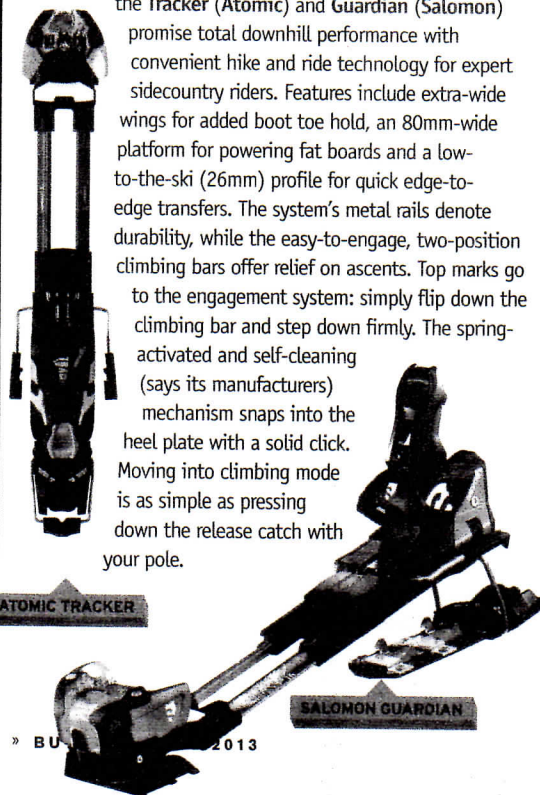 the Tracker (Atomic) and Guardian (Salomon)
promise total downhill performance with
convenient hike and ride technology for expert
sidecountry riders. Features include extra-wide
wings for added boot toe hold, an 80mm-wide
platform for powering fat boards and a low-
to-the-ski (26mm) profile for quick edge-to-
edge transfers. The system's metal rails denote
durability, while the easy-to-engage, two-position
climbing bars offer relief on ascents. Top marks go
to the engagement system: simply flip down the
climbing bar and step down firmly. The spring-
activated and self-cleaning
(says its manufacturers)
mechanism snaps into the
heel plate with a solid click.
Moving into climbing mode
is as simple as pressing
down the release catch with
your pole.
ATOMIC TRACKER
SALOMON GUARDIAN
» BU 2013